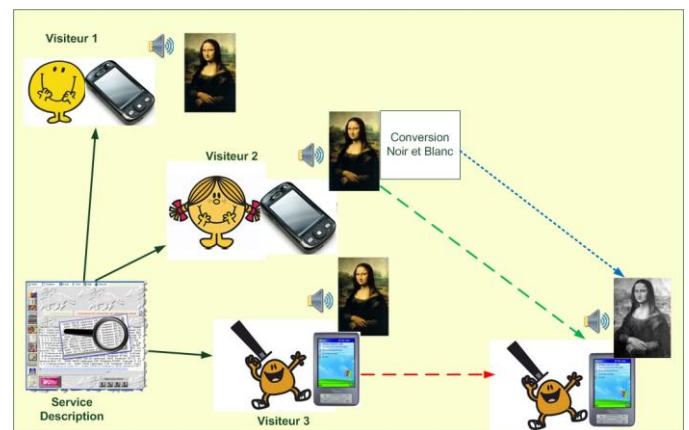 Visiteur 1
Visiteur 2
Conversion
Noir et Blanc
Service
Description
Visiteur 3